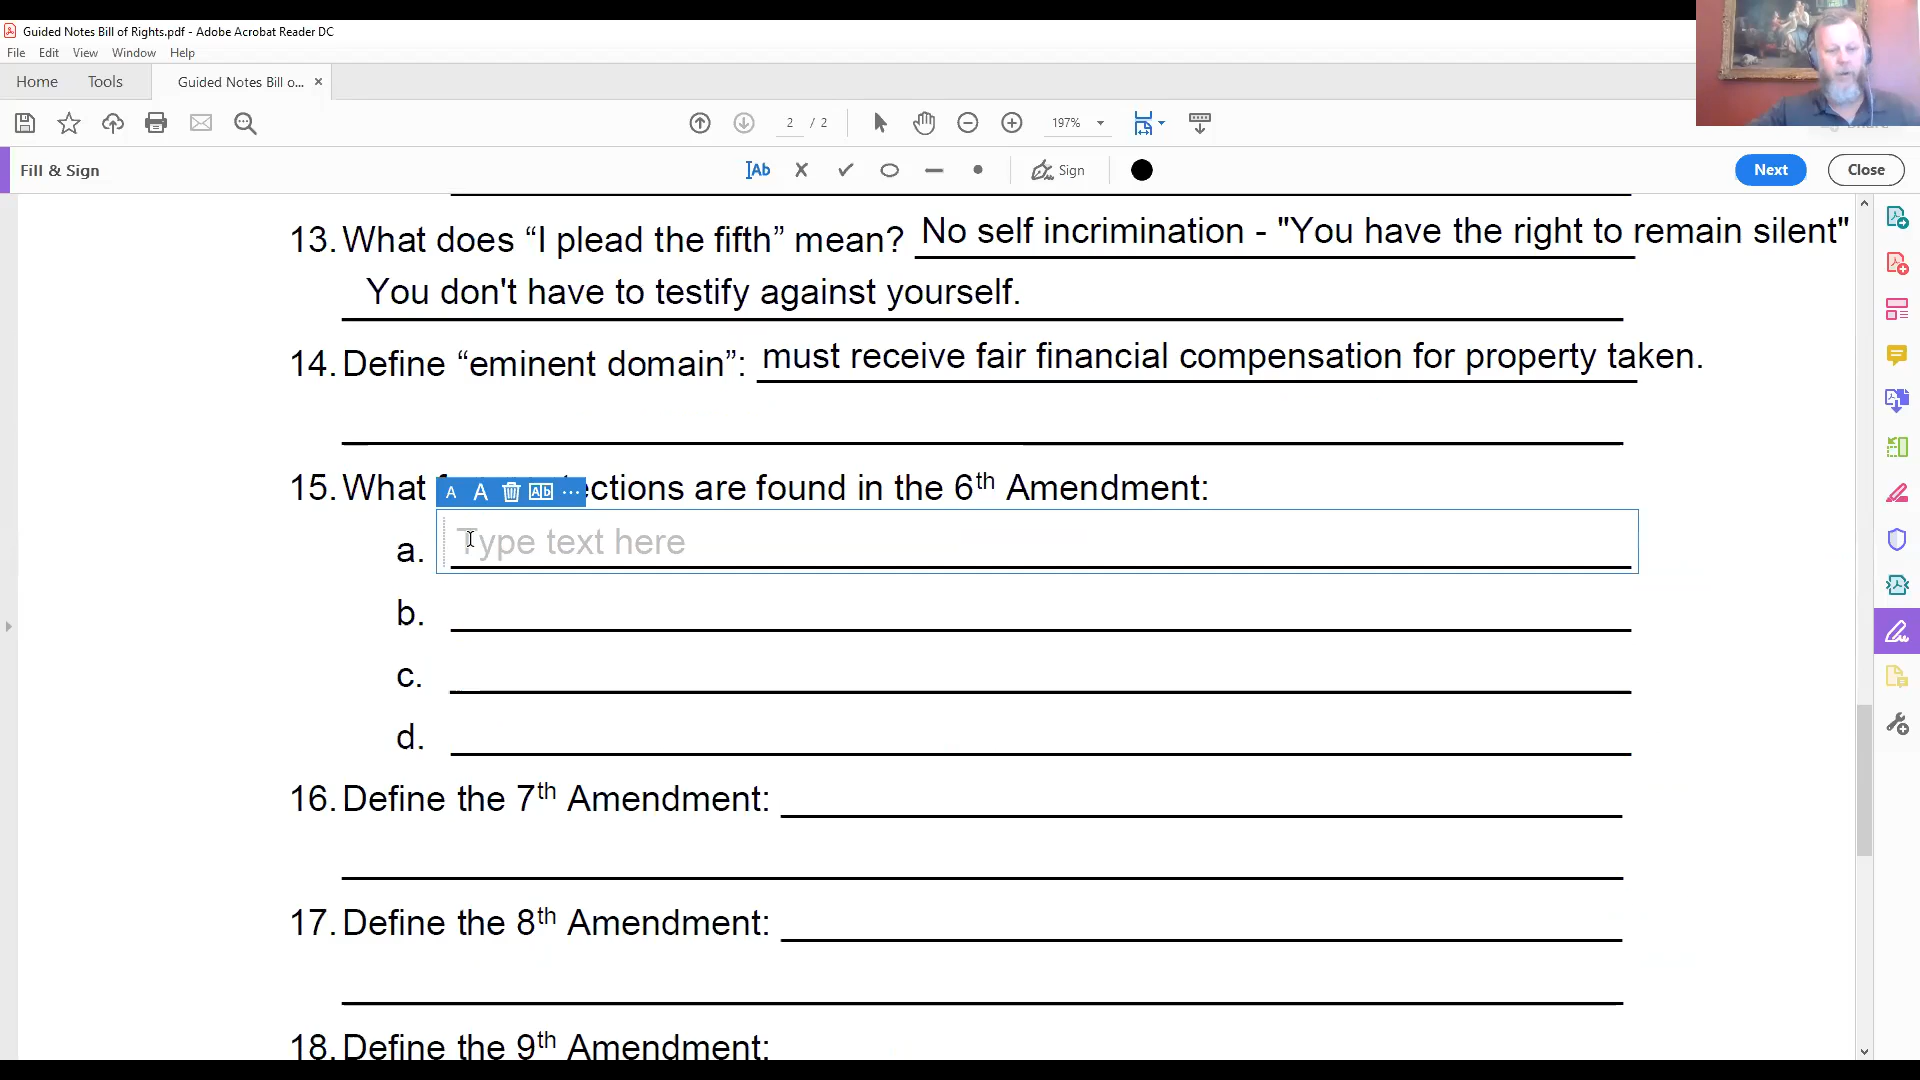 Guided Notes Bill of Rights.pdf - Adobe Acrobat Reader DC
File Edit View Window Help
Home Tools Guided Notes Bill o... ×
2 / 2 197%
Fill & Sign IAb Sign Next Close
13. What does “I plead the fifth” mean? No self incrimination - "You have the right to remain silent"
You don't have to testify against yourself.
14. Define “eminent domain”: must receive fair financial compensation for property taken.
15. What ctions are found in the 6th Amendment:
A A Ab ...
a. Type text here
b.
c.
d.
16. Define the 7th Amendment:
17. Define the 8th Amendment:
18. Define the 9th Amendment: